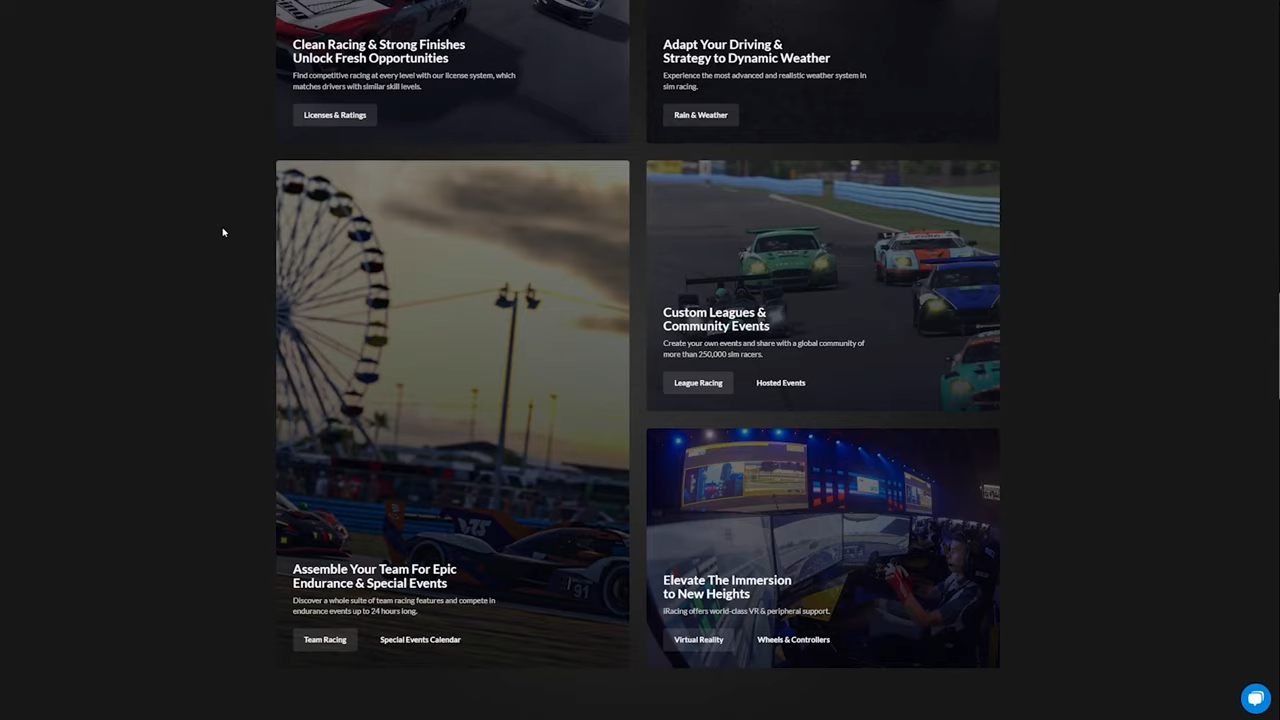 Clean Racing & Strong Finishes
Unlock Fresh Opportunities
Find competitive racing at every level with our license system, which
matches drivers with similar skill levels.
Licenses & Ratings
Adapt Your Driving &
Strategy to Dynamic Weather
Experience the most advanced and realistic weather system in
sim racing.
Rain & Weather
Custom Leagues &
Community Events
Create your own events and share with a global community of
more than 250,000 sim racers.
League Racing
Hosted Events
Assemble Your Team For Epic
Endurance & Special Events
Discover a whole suite of team racing features and compete in
endurance events up to 24 hours long.
Team Racing
Special Events Calendar
Elevate The Immersion
to New Heights
iRacing offers world-class VR & peripheral support.
Virtual Reality
Wheels & Controllers
91